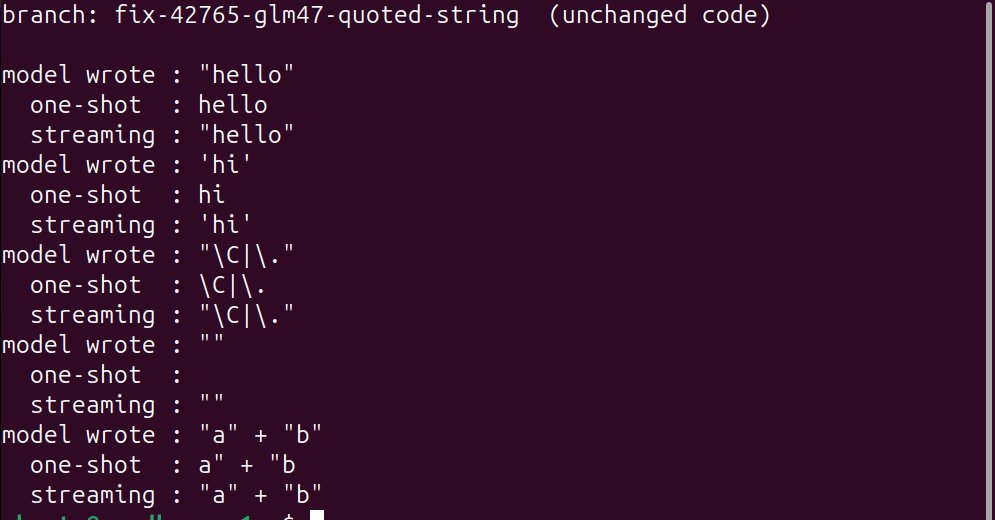 branch: fix-42765-glm47-quoted-string  (unchanged code)
model wrote : "hello"
  one-shot  : hello
  streaming : "hello"
model wrote : 'hi'
  one-shot  : hi
  streaming : 'hi'
model wrote : "\C|\."
  one-shot  : \C|\.
  streaming : "\C|\."
model wrote : ""
  one-shot  :
  streaming : ""
model wrote : "a" + "b"
  one-shot  : a" + "b
  streaming : "a" + "b"